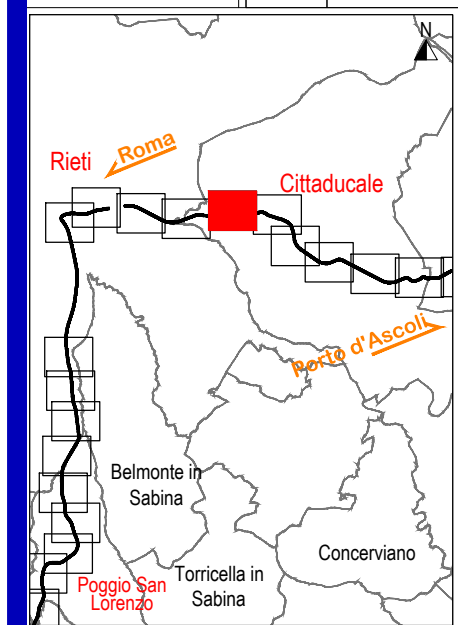 N
Roma
Rieti
Cittaducale
Porto d'Ascoli
Belmonte in
Sabina
Concerviano
Poggio San
Lorenzo
Torricella in
Sabina